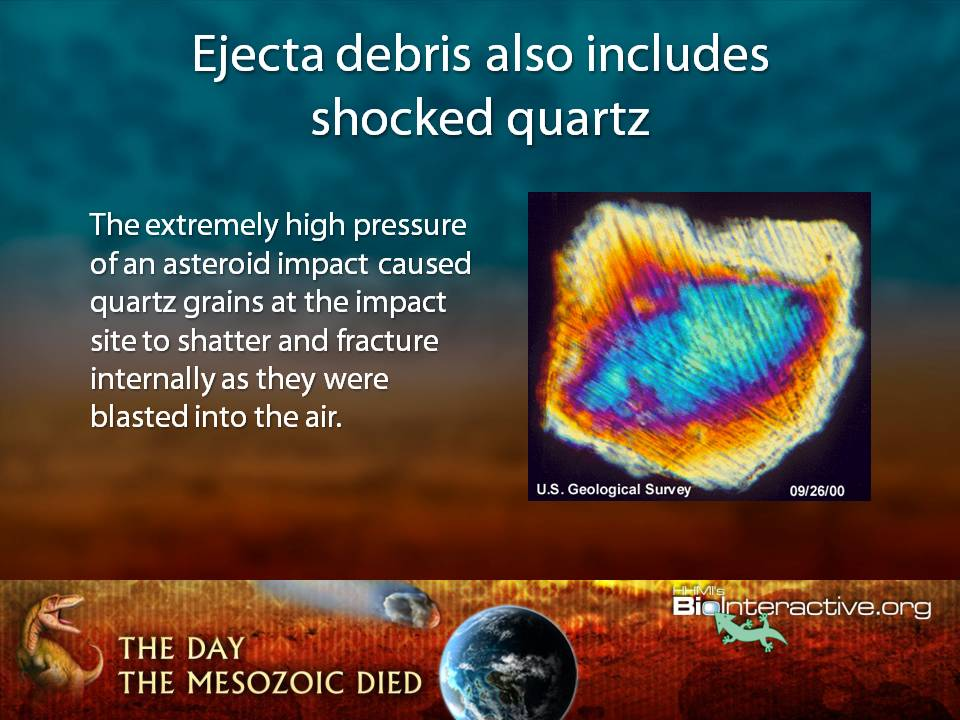 Ejecta debris also includes
shocked quartz
The extremely high pressure
of an asteroid impact caused
quartz grains at the impact
site to shatter and fracture
internally as they were
blasted into the air.
U.S. Geological Survey 09/26/00
HHMI's
BioInteractive.org
THE DAY
THE MESOZOIC DIED